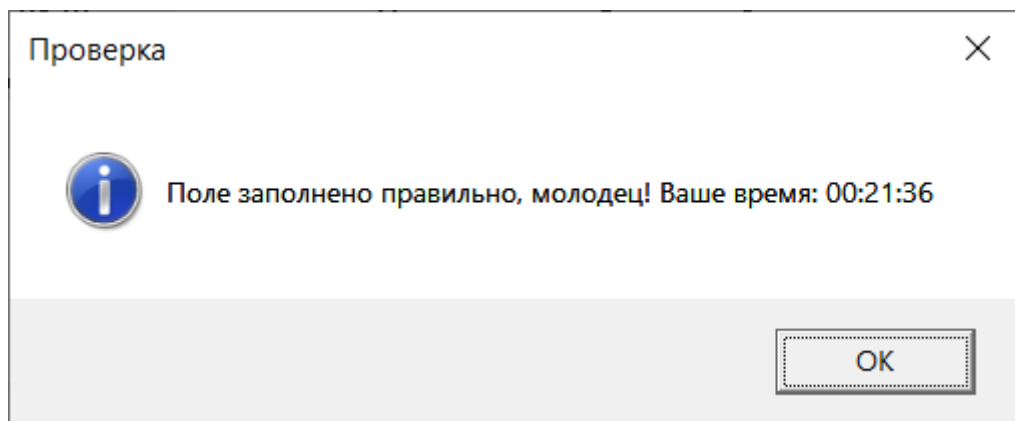 Проверка
Поле заполнено правильно, молодец! Ваше время: 00:21:36
OK